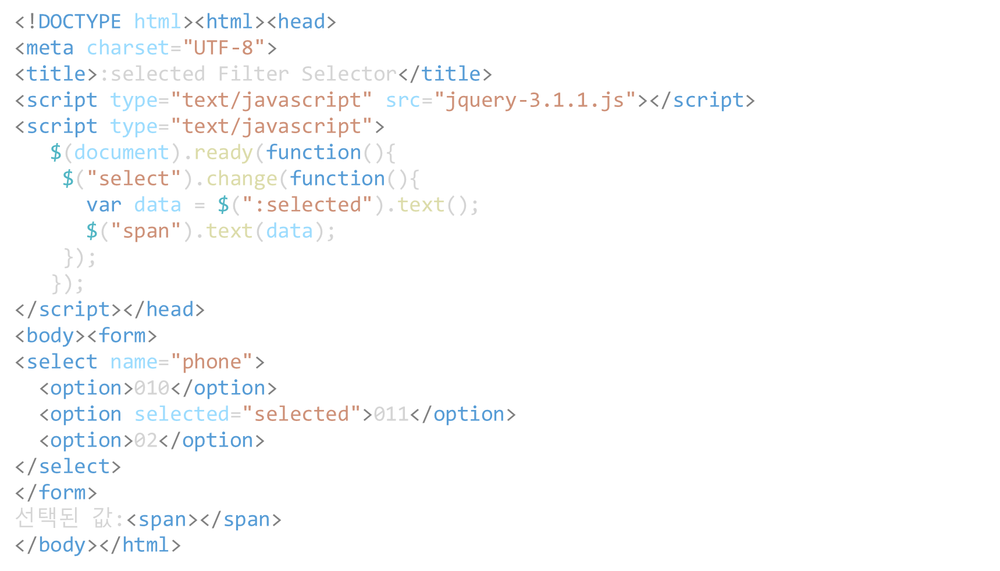 <!DOCTYPE html><html><head>
<meta charset="UTF-8">
<title>:selected Filter Selector</title>
<script type="text/javascript" src="jquery-3.1.1.js"></script>
<script type="text/javascript">
   $(document).ready(function(){
    $("select").change(function(){
      var data = $(":selected").text();
      $("span").text(data);
    });
   });
</script></head>
<body><form>
<select name="phone">
  <option>010</option>
  <option selected="selected">011</option>
  <option>02</option>
</select>
</form>
선택된 값:<span></span>
</body></html>